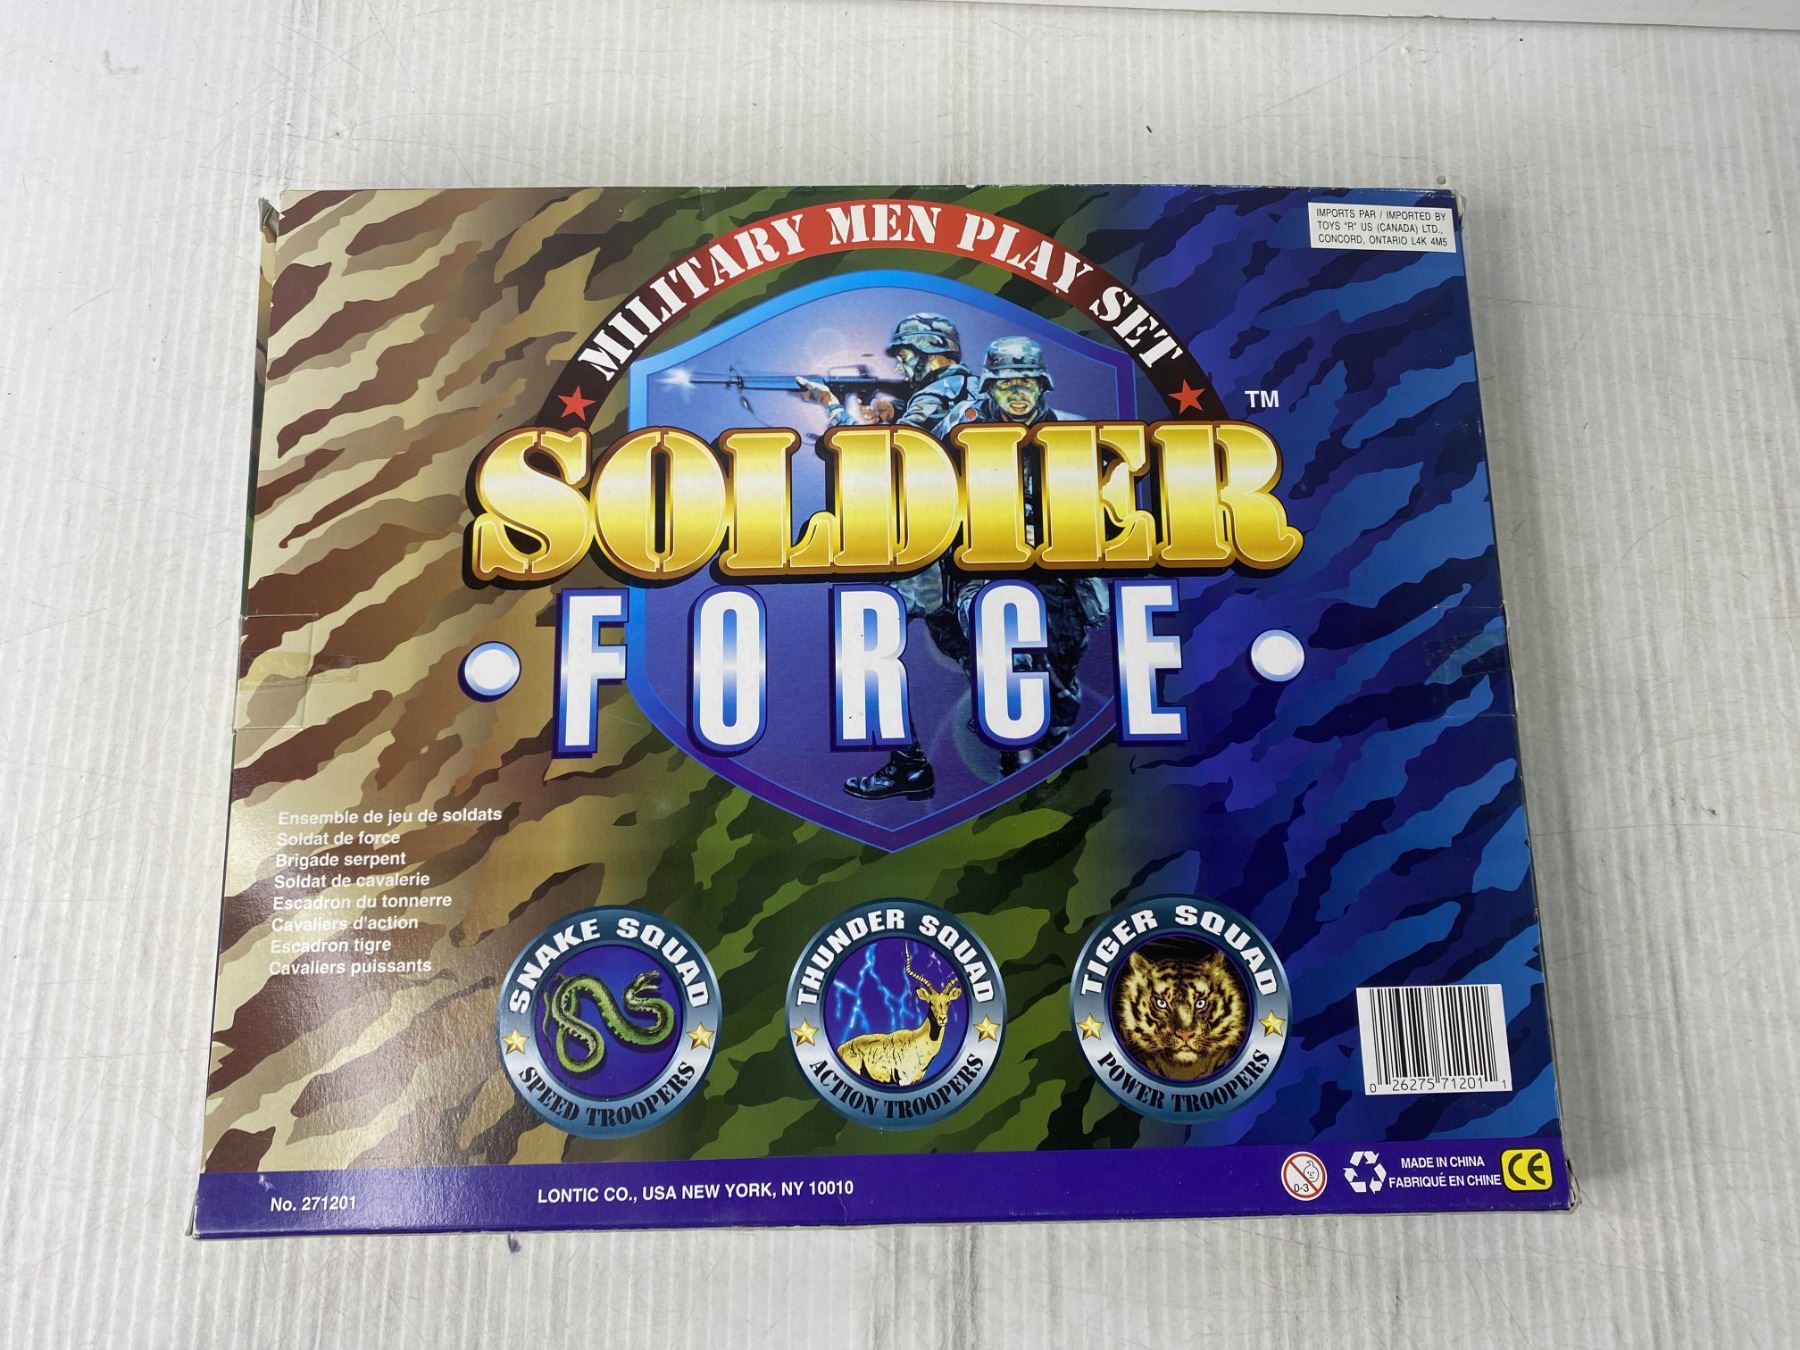 IMPORTS PAR / IMPORTED BY
TOYS "R" US (CANADA) LTD.,
CONCORD, ONTARIO L4K 4M5
MILITARY MEN PLAY SET
SOLDIER TM
• FORCE •
Ensemble de jeu de soldats
Soldat de force
Brigade serpent
Soldat de cavalerie
Escadron du tonnerre
Cavaliers d'action
Escadron tigre
Cavaliers puissants
SNAKE SQUAD
SPEED TROOPERS
THUNDER SQUAD
ACTION TROOPERS
TIGER SQUAD
POWER TROOPERS
0 26275 71201 1
No. 271201
LONTIC CO., USA NEW YORK, NY 10010
0-3
MADE IN CHINA
FABRIQUÉ EN CHINE
CE